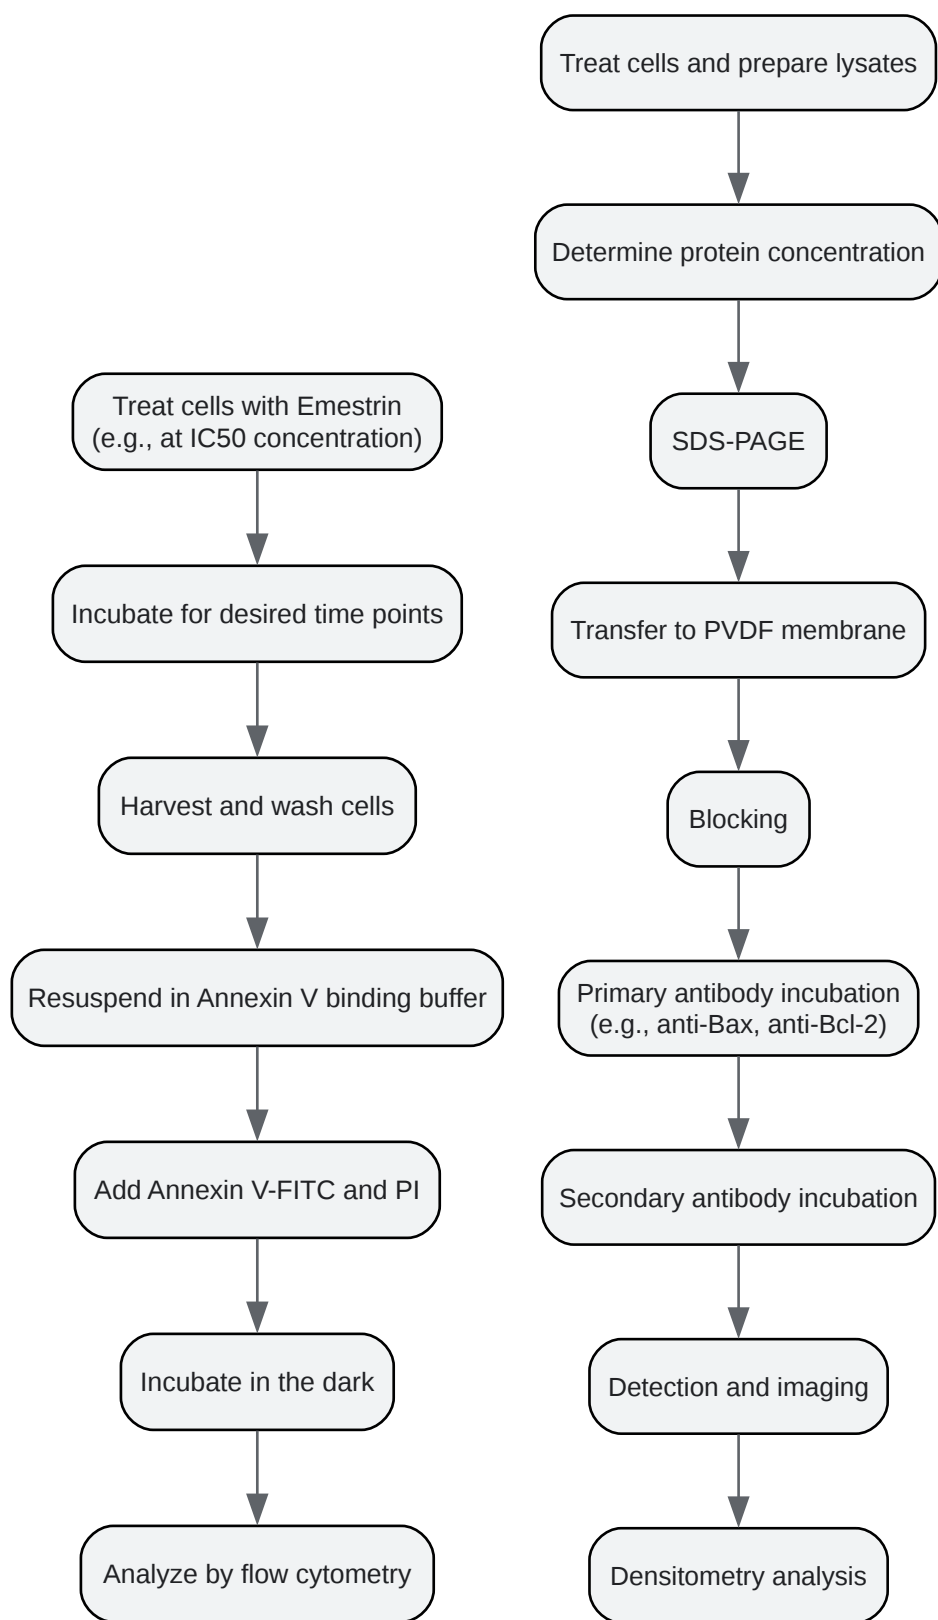 Treat cells with Emestrin
(e.g., at IC50 concentration)
Incubate for desired time points
Harvest and wash cells
Resuspend in Annexin V binding buffer
Add Annexin V-FITC and PI
Incubate in the dark
Analyze by flow cytometry
Treat cells and prepare lysates
Determine protein concentration
SDS-PAGE
Transfer to PVDF membrane
Blocking
Primary antibody incubation
(e.g., anti-Bax, anti-Bcl-2)
Secondary antibody incubation
Detection and imaging
Densitometry analysis